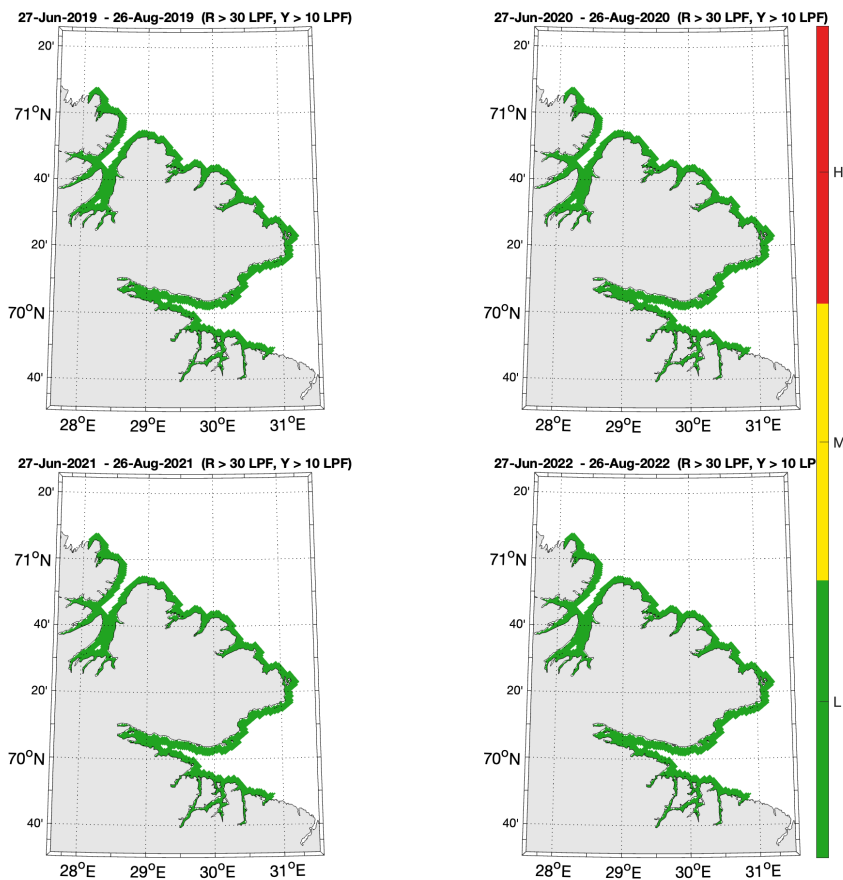 27-Jun-2019 - 26-Aug-2019 (R > 30 LPF, Y > 10 LPF)
20'
71°N
40'
20'
70°N
40'
28°E 29°E 30°E 31°E
27-Jun-2020 - 26-Aug-2020 (R > 30 LPF, Y > 10 LPF)
20'
71°N
40'
20'
70°N
40'
28°E 29°E 30°E 31°E
27-Jun-2021 - 26-Aug-2021 (R > 30 LPF, Y > 10 LPF)
20'
71°N
40'
20'
70°N
40'
28°E 29°E 30°E 31°E
27-Jun-2022 - 26-Aug-2022 (R > 30 LPF, Y > 10 LP
20'
71°N
40'
20'
70°N
40'
28°E 29°E 30°E 31°E
H
M
L